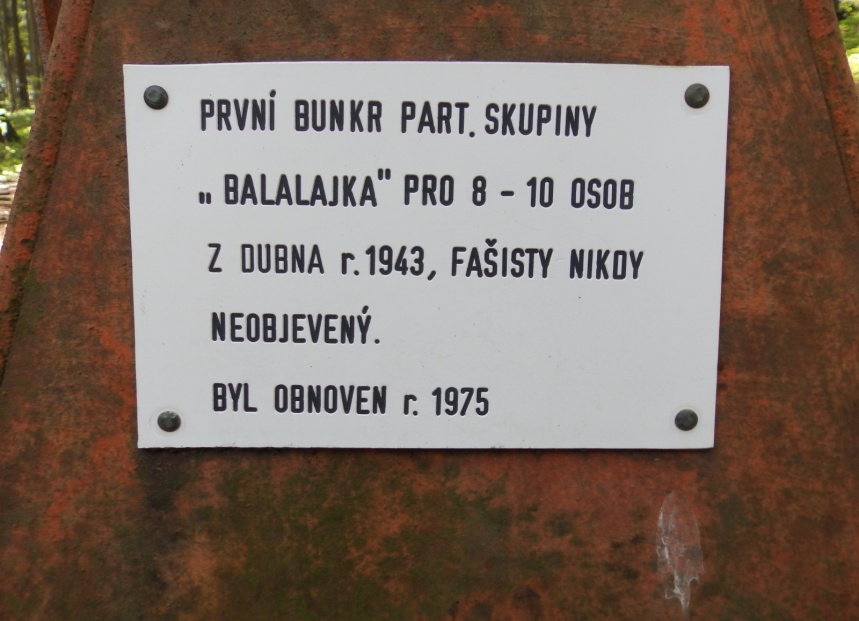 PRVNÍ BUNKR PART. SKUPINY
„BALALAJKA" PRO 8 - 10 OSOB
Z DUBNA r. 1943, FAŠISTY NIKDY
NEOBJEVENÝ.
BYL OBNOVEN r. 1975